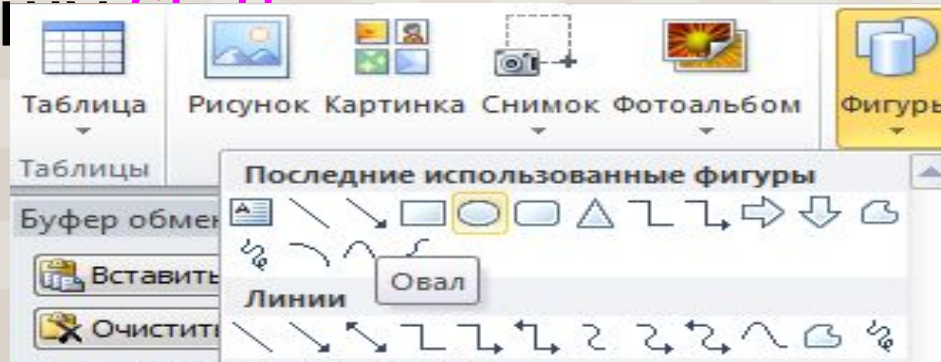 Таблица Рисунок Картинка Снимок Фотоальбом Фигуры
Таблицы
Последние использованные фигуры
Буфер обмен
Вставить
Овал
Линии
Очистить